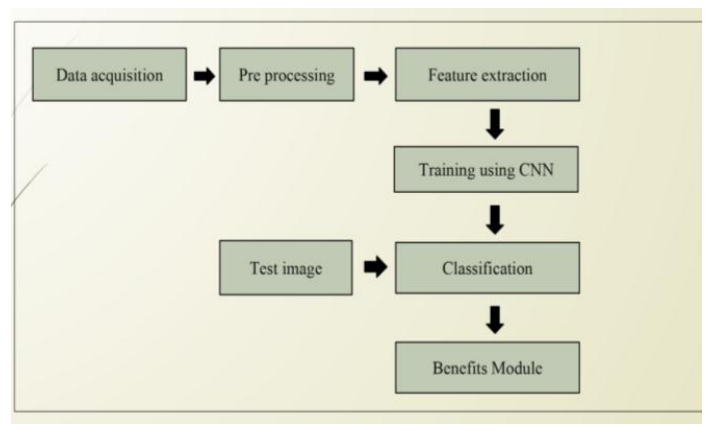 Data acquisition
Pre processing
Feature extraction
Training using CNN
Test image
Classification
Benefits Module